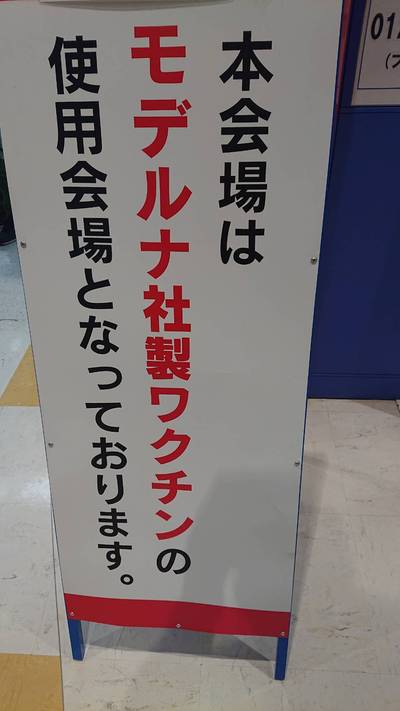 本会場は
モデルナ社製ワクチンの
使用会場となっております。